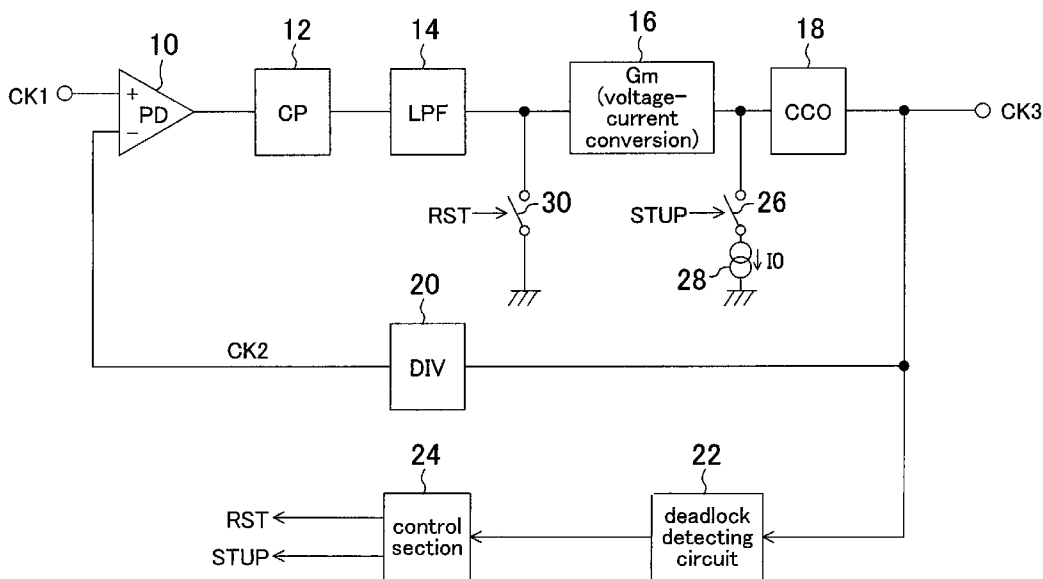 10
12
14
16
18
CK1
+
PD
−
CP
LPF
Gm
(voltage-
current
conversion)
CCO
CK3
RST
30
STUP
26
28
I0
20
CK2
DIV
24
22
RST
STUP
control
section
deadlock
detecting
circuit